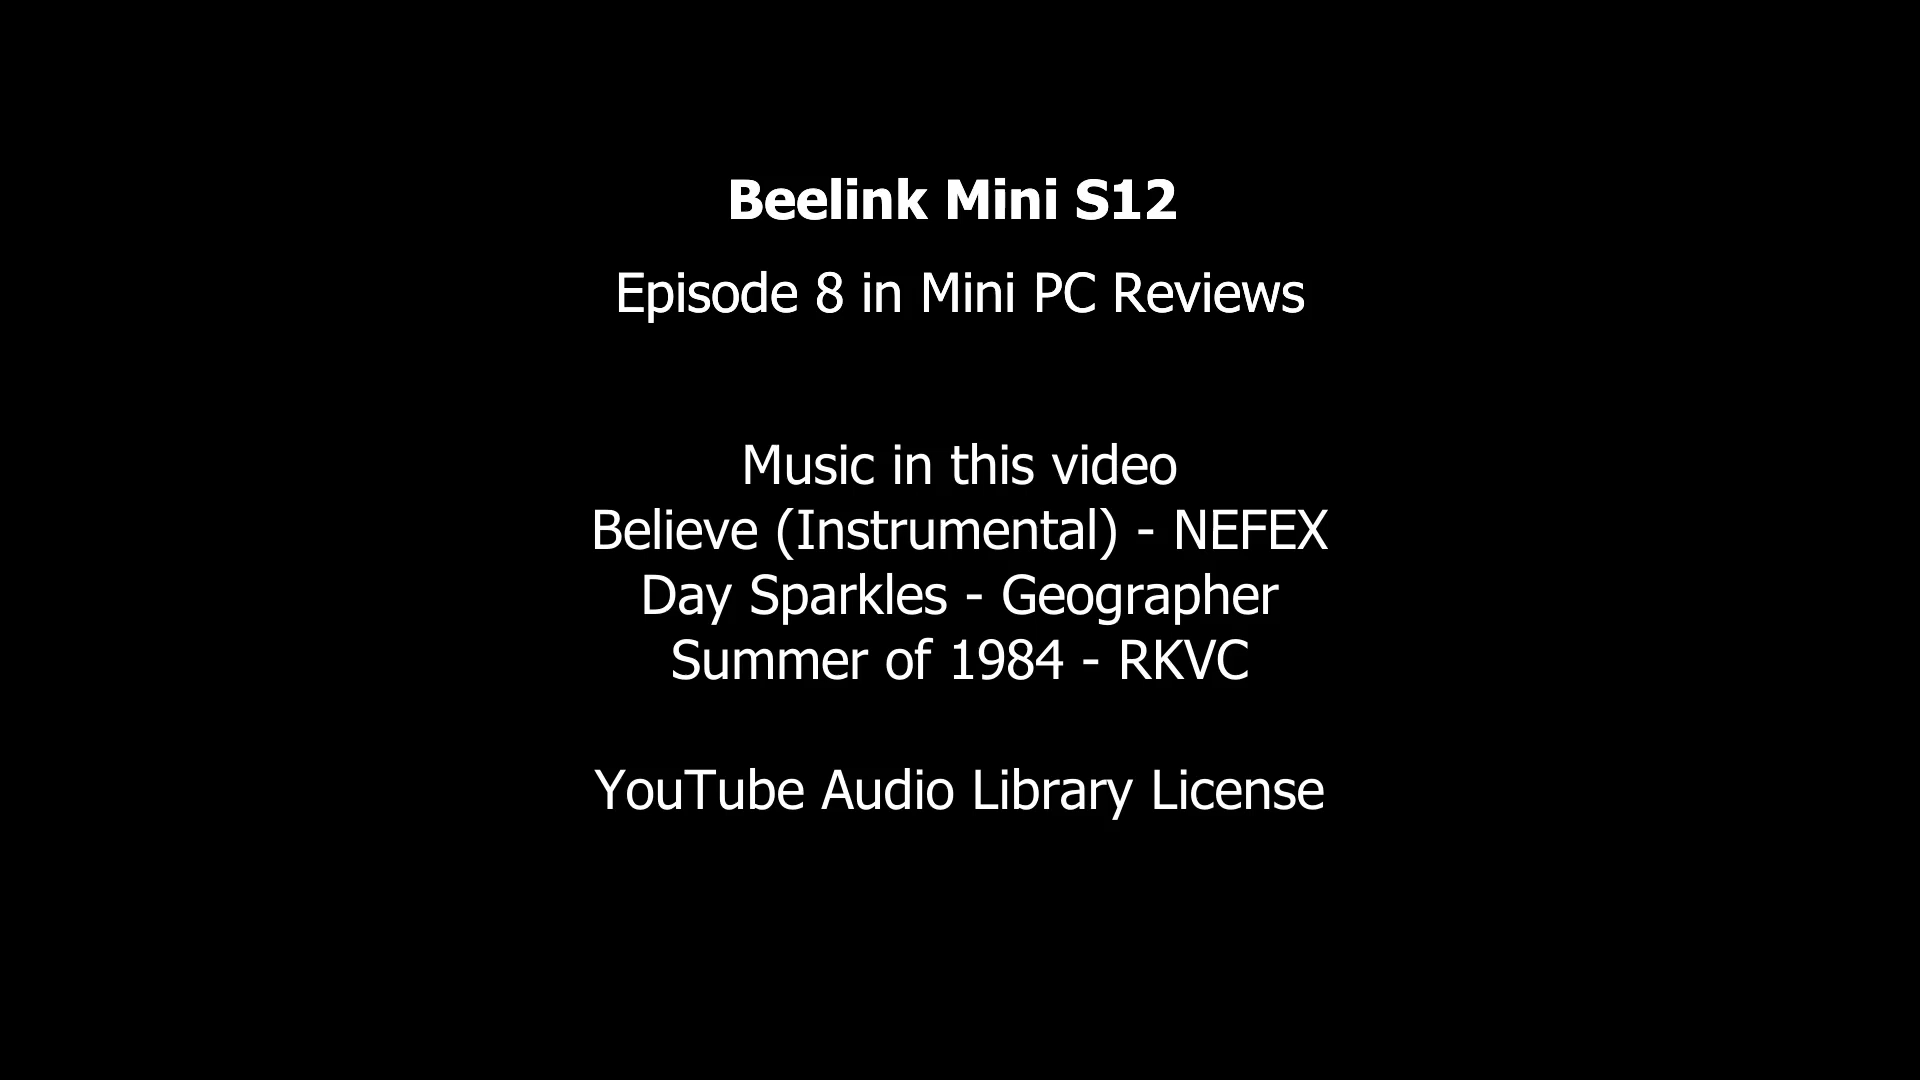 Beelink Mini S12
Episode 8 in Mini PC Reviews
Music in this video
Believe (Instrumental) - NEFEX
Day Sparkles - Geographer
Summer of 1984 - RKVC
YouTube Audio Library License